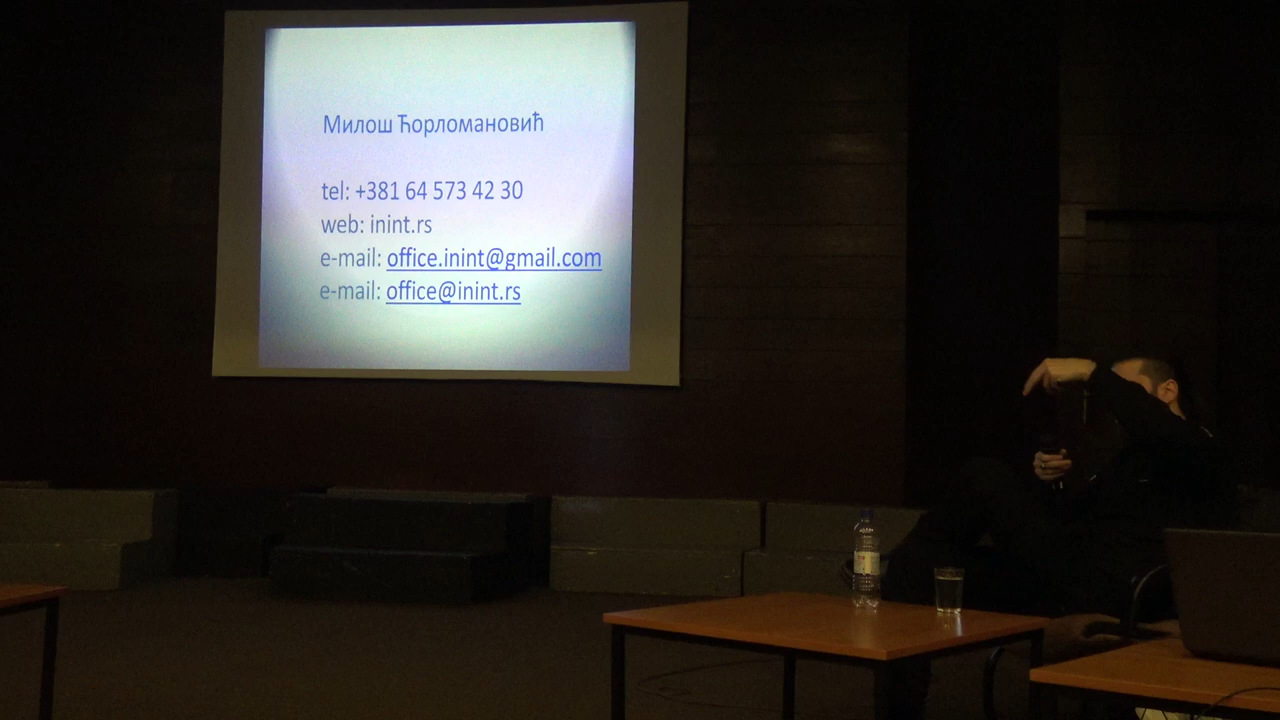 Милош Ћорломановић
tel: +381 64 573 42 30
web: inint.rs
e-mail: office.inint@gmail.com
e-mail: office@inint.rs